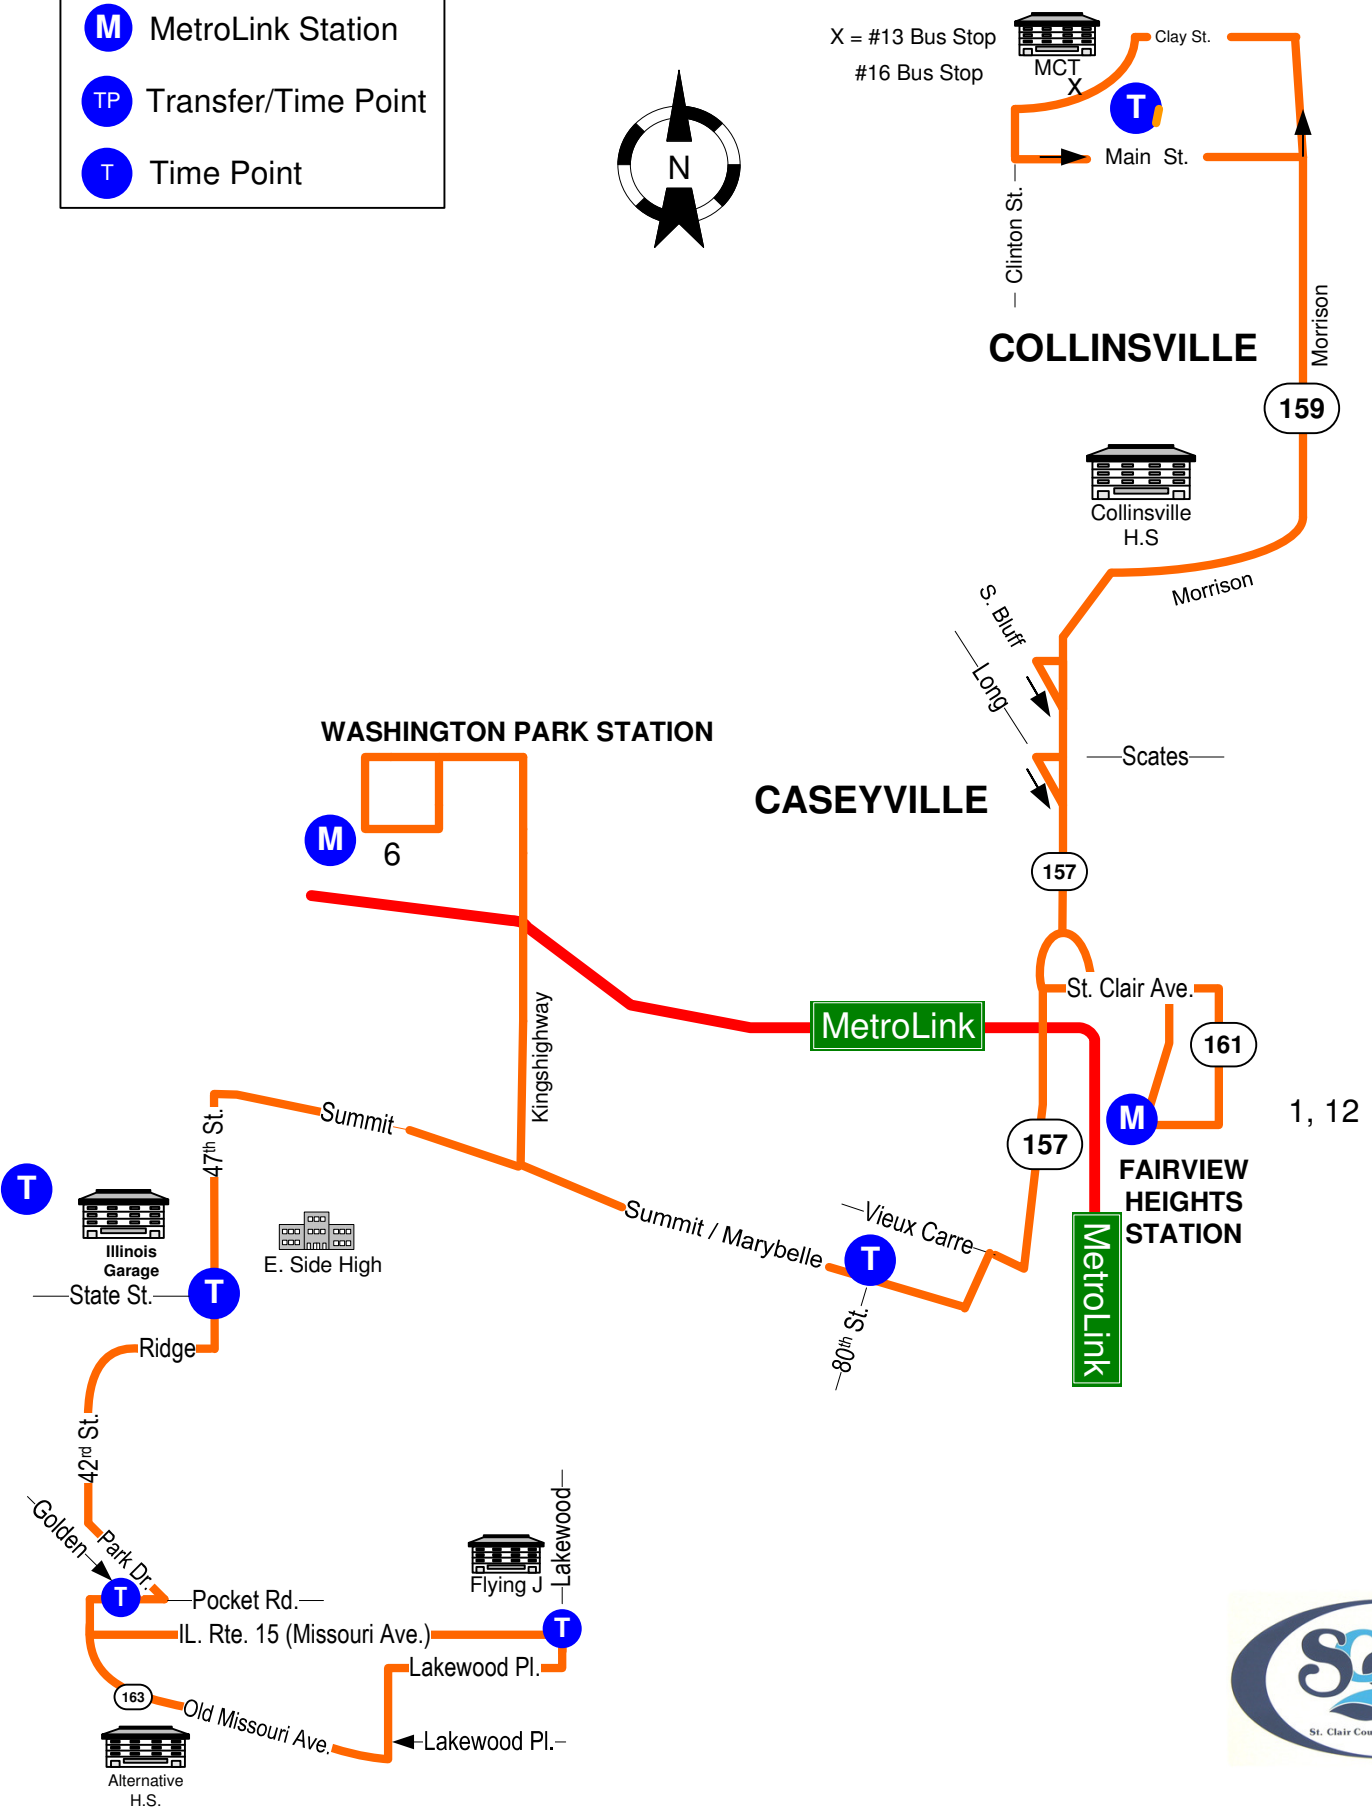 M MetroLink Station
TP Transfer/Time Point
T Time Point
N
X = #13 Bus Stop
#16 Bus Stop
MCT
X
T
Clay St.
Main St.
Clinton St.
Morrison
COLLINSVILLE
159
Collinsville
H.S
Morrison
S. Bluff
Long
Scates
WASHINGTON PARK STATION
CASEYVILLE
M
6
157
St. Clair Ave.
MetroLink
161
Kingshighway
M
1, 12
157
FAIRVIEW
HEIGHTS
STATION
Summit
47th St.
T
Illinois
Garage
E. Side High
State St.
T
Summit / Marybelle
Vieux Carre
T
80th St.
MetroLink
Ridge
42rd St.
Golden
Park Dr.
T
Pocket Rd.
Flying J
Lakewood
T
IL. Rte. 15 (Missouri Ave.)
Lakewood Pl.
163
Old Missouri Ave.
Lakewood Pl.
Alternative
H.S.
St. Clair Cou